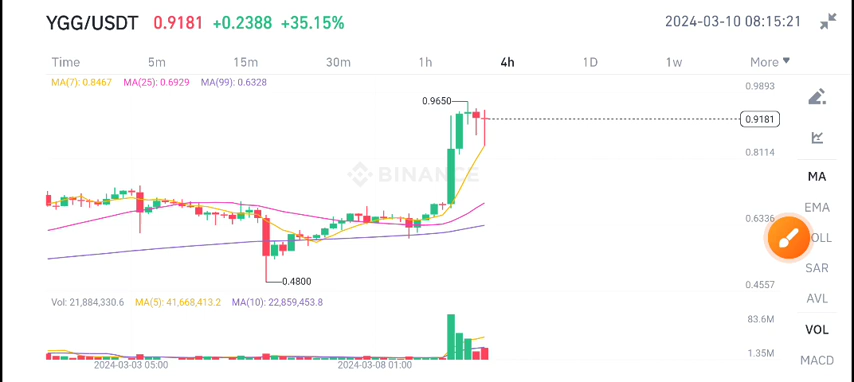 YGG/USDT 0.9181 +0.2388 +35.15% 2024-03-10 08:15:21
Time 5m 15m 30m 1h 4h 1D 1w More
MA(7): 0.8467 MA(25): 0.6929 MA(99): 0.6328
0.9893
0.9650
0.9181
0.8114
BINANCE
MA
EMA
0.6336
OLL
SAR
0.4800
0.4557
AVL
Vol: 21,884,330.6 MA(5): 41,668,413.2 MA(10): 22,859,453.8
83.6M
VOL
1.35M
MACD
2024-03-03 05:00 2024-03-08 01:00